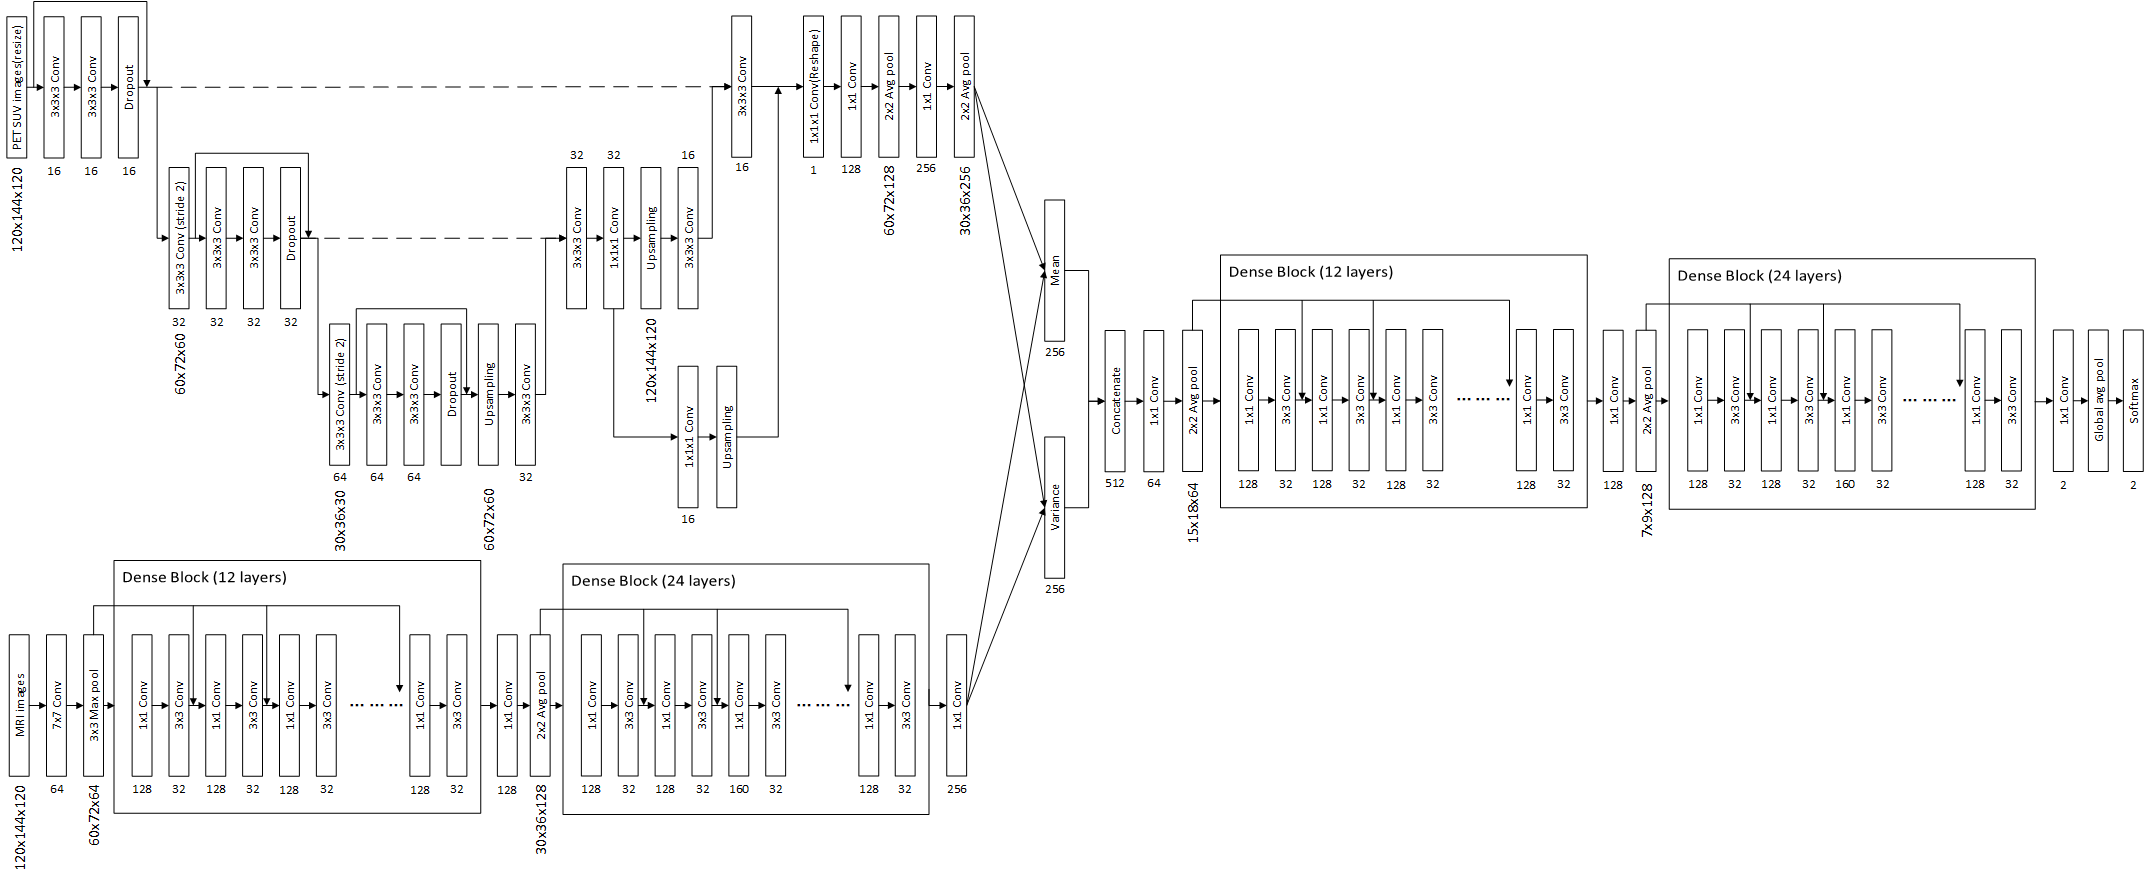 PET SUV images(resize)
120x144x120
3x3x3 Conv
16
3x3x3 Conv
16
Dropout
16
3x3x3 Conv (stride 2)
32
60x72x60
3x3x3 Conv
32
3x3x3 Conv
32
Dropout
32
3x3x3 Conv (stride 2)
64
30x36x30
3x3x3 Conv
64
3x3x3 Conv
64
Dropout
Upsampling
60x72x60
3x3x3 Conv
32
32
3x3x3 Conv
32
1x1x1 Conv
Upsampling
120x144x120
16
3x3x3 Conv
1x1x1 Conv
16
Upsampling
3x3x3 Conv
16
1x1x1 Conv(Reshape)
1
1x1 Conv
128
2x2 Avg pool
60x72x128
1x1 Conv
256
2x2 Avg pool
30x36x256
MRI images
120x144x120
7x7 Conv
64
3x3 Max pool
60x72x64
Dense Block (12 layers)
1x1 Conv
128
3x3 Conv
32
1x1 Conv
128
3x3 Conv
32
1x1 Conv
128
3x3 Conv
32
... ... ...
1x1 Conv
128
3x3 Conv
32
1x1 Conv
128
2x2 Avg pool
30x36x128
Dense Block (24 layers)
1x1 Conv
128
3x3 Conv
32
1x1 Conv
128
3x3 Conv
32
1x1 Conv
160
3x3 Conv
32
... ... ...
1x1 Conv
128
3x3 Conv
32
1x1 Conv
256
Mean
256
Variance
256
Concatenate
512
1x1 Conv
64
2x2 Avg pool
15x18x64
Dense Block (12 layers)
1x1 Conv
128
3x3 Conv
32
1x1 Conv
128
3x3 Conv
32
1x1 Conv
128
3x3 Conv
32
... ... ...
1x1 Conv
128
3x3 Conv
32
1x1 Conv
128
2x2 Avg pool
7x9x128
Dense Block (24 layers)
1x1 Conv
128
3x3 Conv
32
1x1 Conv
128
3x3 Conv
32
1x1 Conv
160
3x3 Conv
32
... ... ...
1x1 Conv
128
3x3 Conv
32
1x1 Conv
2
Global avg pool
Softmax
2